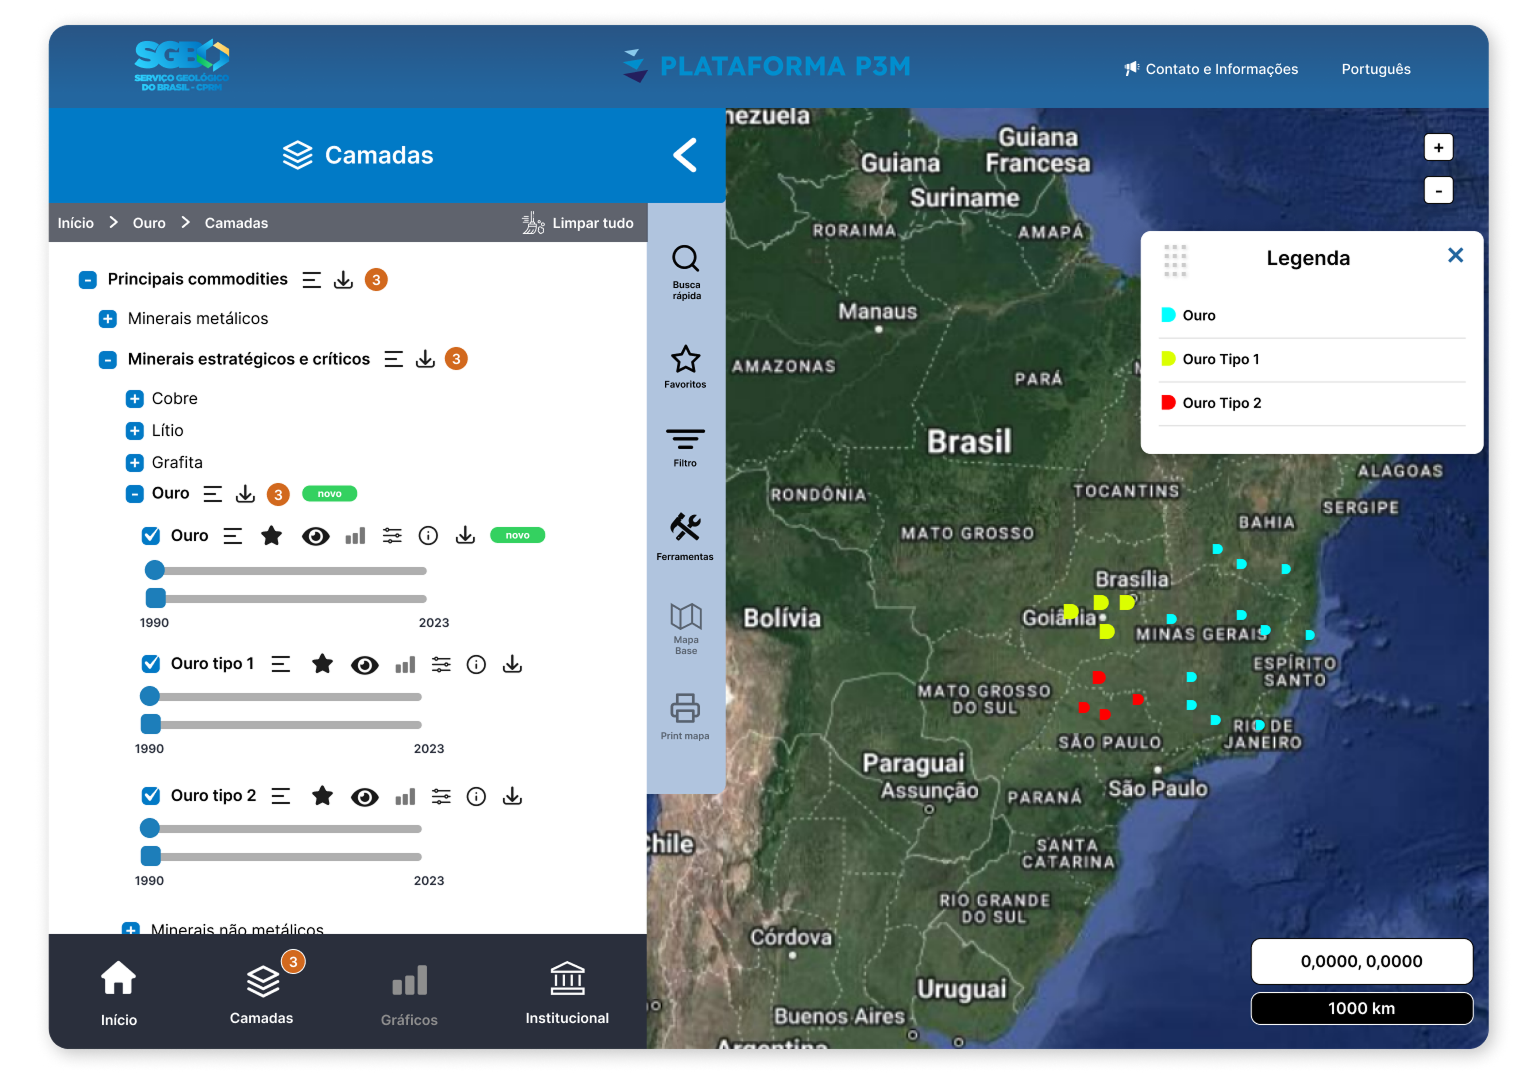 SGB
SERVIÇO GEOLÓGICO
DO BRASIL - CPRM
PLATAFORMA P3M
Contato e Informações
Português
Camadas
Início
Ouro
Camadas
Limpar tudo
- Principais commodities 3
+ Minerais metálicos
- Minerais estratégicos e críticos 3
+ Cobre
+ Lítio
+ Grafita
- Ouro 3 novo
Ouro novo
1990 2023
Ouro tipo 1
1990 2023
Ouro tipo 2
1990 2023
+ Minerais não metálicos
Início
3
Camadas
Gráficos
Institucional
Busca
rápida
Favoritos
Filtro
Ferramentas
Mapa
Base
Print mapa
nezuela
Guiana
Guiana
Francesa
Suriname
RORAIMA
AMAPÁ
Manaus
AMAZONAS
PARÁ
Brasil
RONDÔNIA
TOCANTINS
MATO GROSSO
ALAGOAS
SERGIPE
BAHIA
Brasília
Bolívia
Goiânia
MINAS GERAIS
ESPÍRITO
SANTO
MATO GROSSO
DO SUL
RIO DE
JANEIRO
SÃO PAULO
Paraguai
Assunção
PARANÁ
São Paulo
Chile
SANTA
CATARINA
RIO GRANDE
DO SUL
Córdova
Uruguai
Buenos Aires
Argentina
+
-
Legenda
Ouro
Ouro Tipo 1
Ouro Tipo 2
0,0000, 0,0000
1000 km